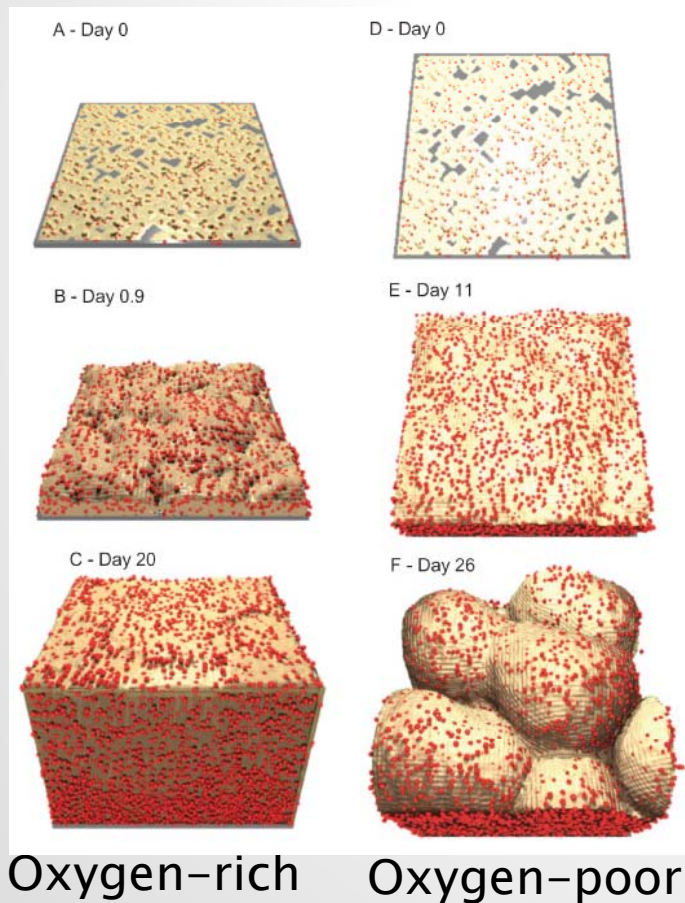 A - Day 0
D - Day 0
B - Day 0.9
E - Day 11
C - Day 20
F - Day 26
Oxygen-rich
Oxygen-poor